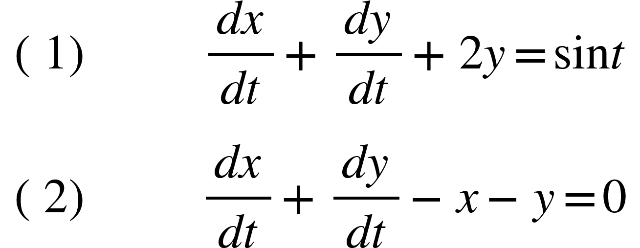 ( 1) dx/dt + dy/dt + 2y = sint
( 2) dx/dt + dy/dt − x − y = 0